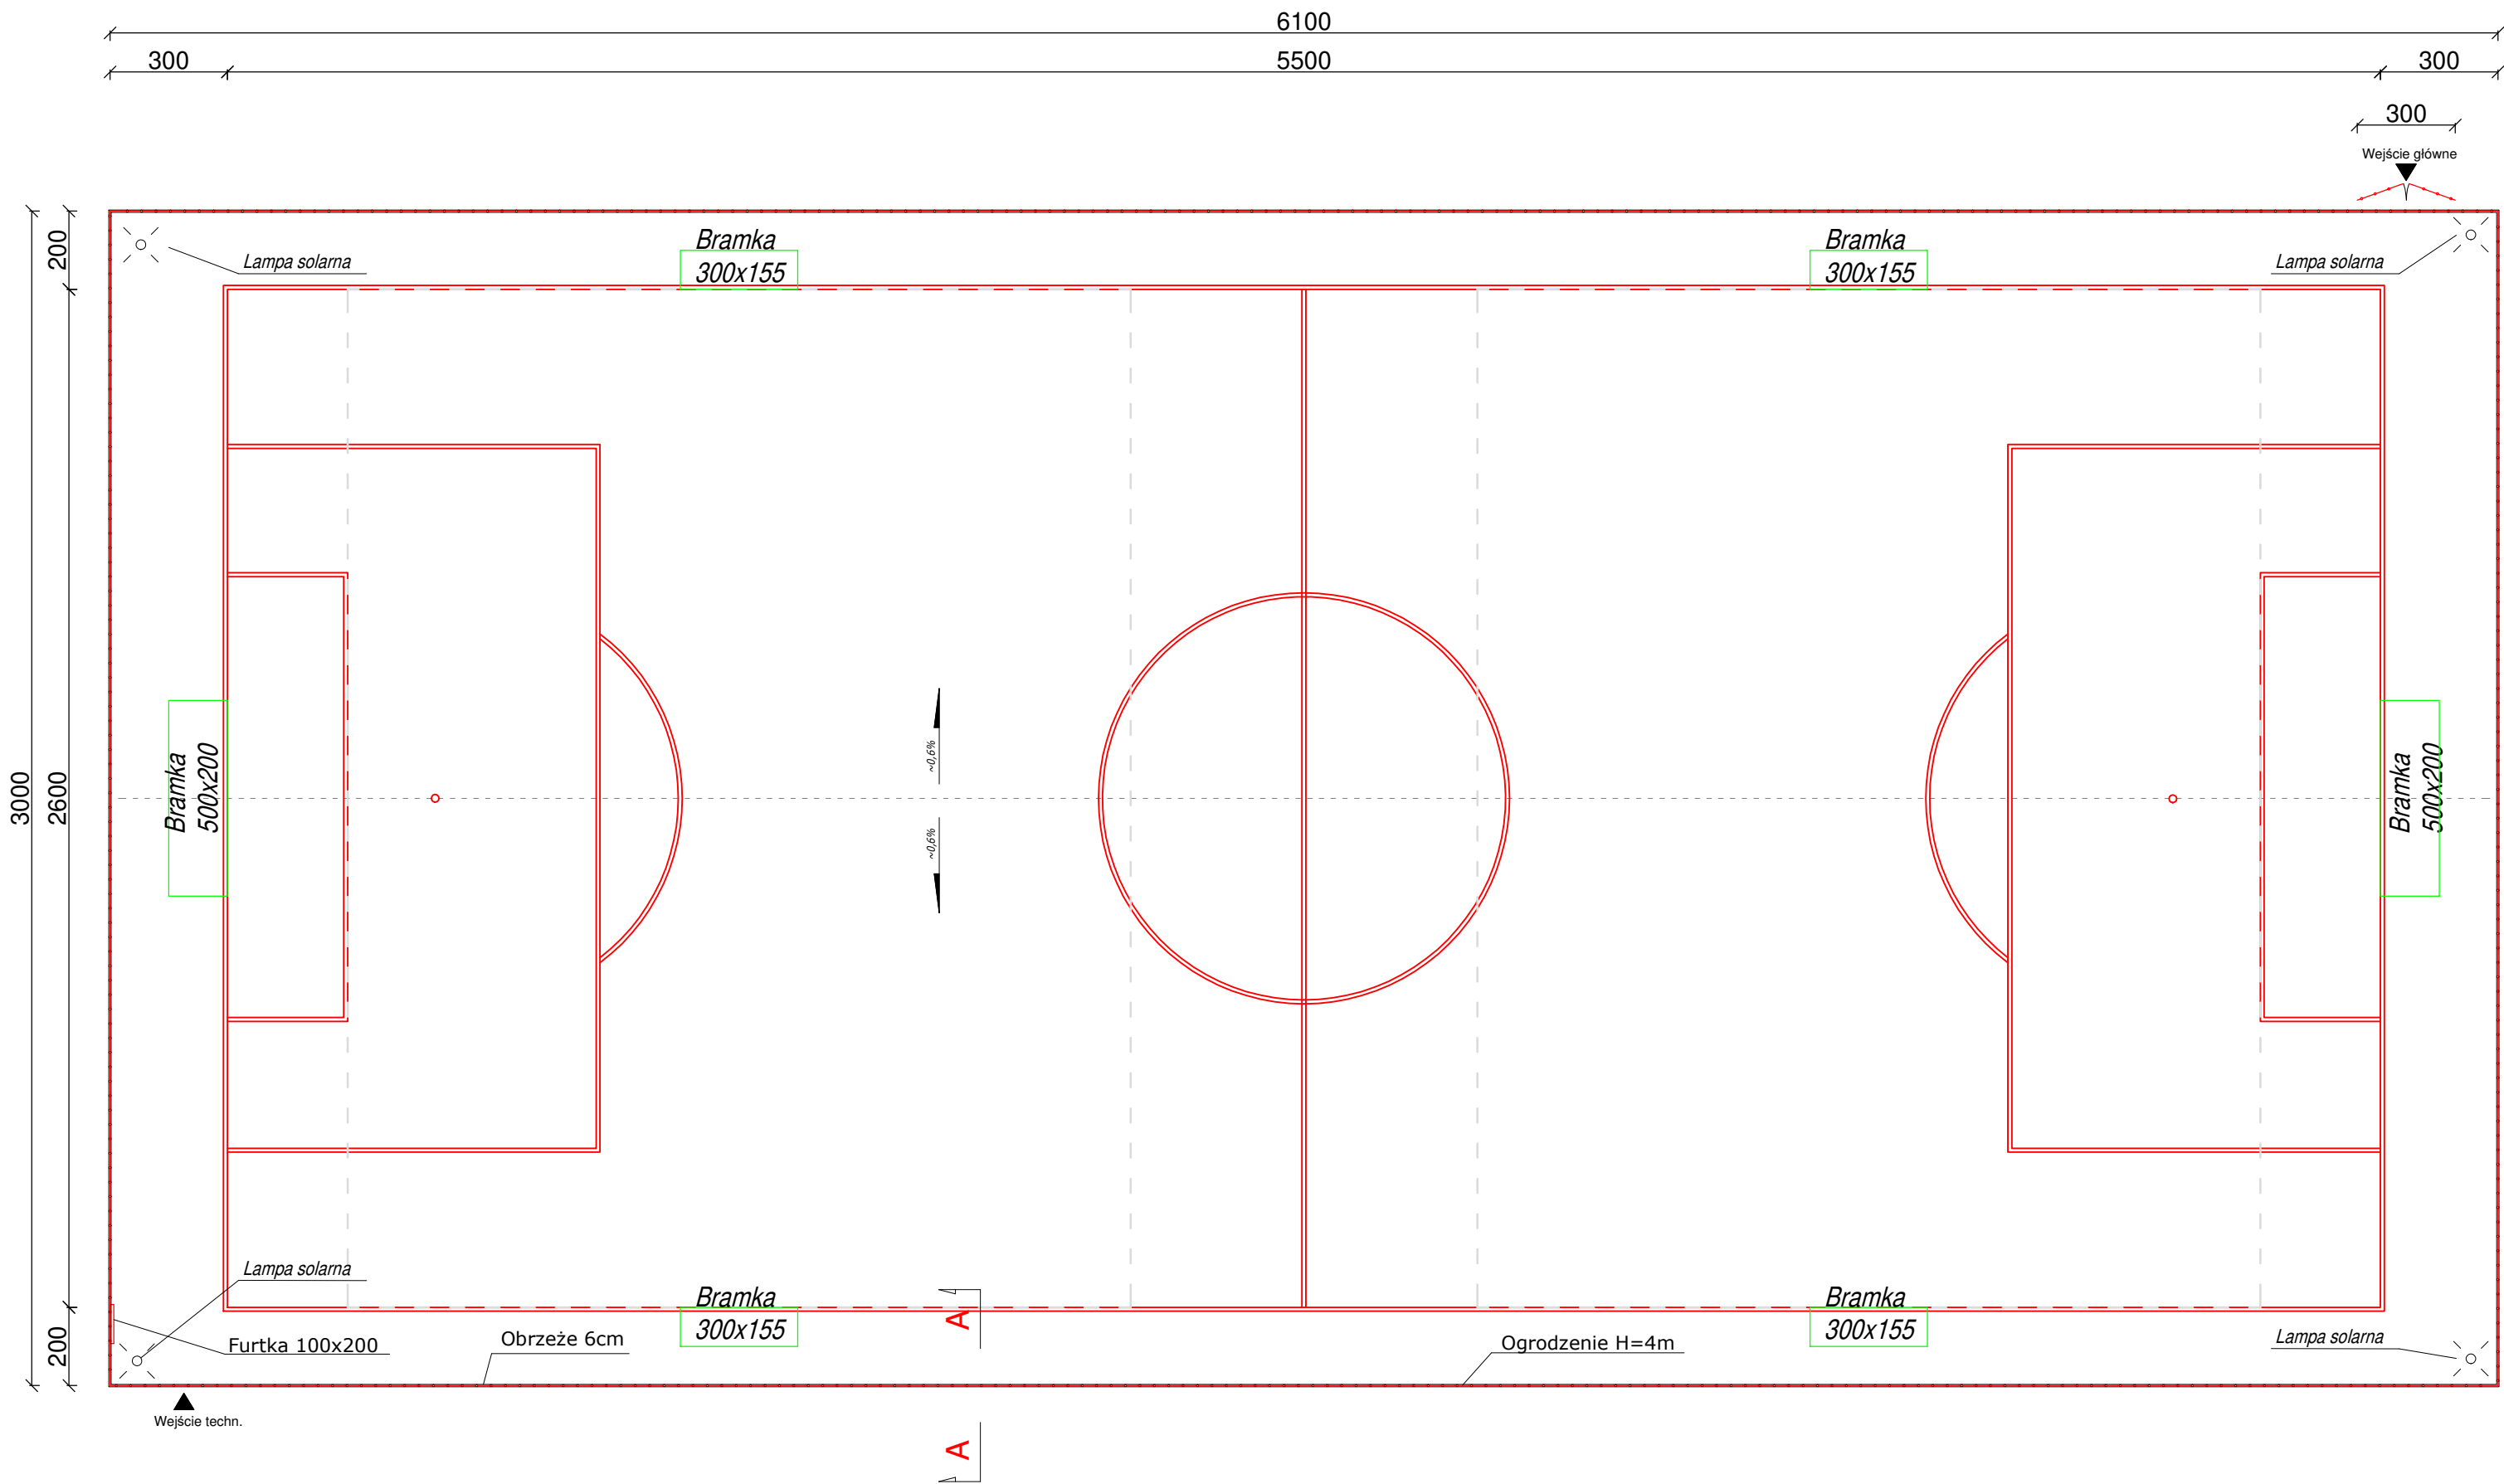 6100
300
5500
300
300
Wejście główne
200
Bramka
300x155
Bramka
300x155
Lampa solarna
Lampa solarna
3000
2600
Bramka
500x200
~0,6%
~0,6%
Bramka
500x200
Lampa solarna
Bramka
300x155
A
Bramka
300x155
200
Furtka 100x200
Obrzeże 6cm
Ogrodzenie H=4m
Lampa solarna
Wejście techn.
A